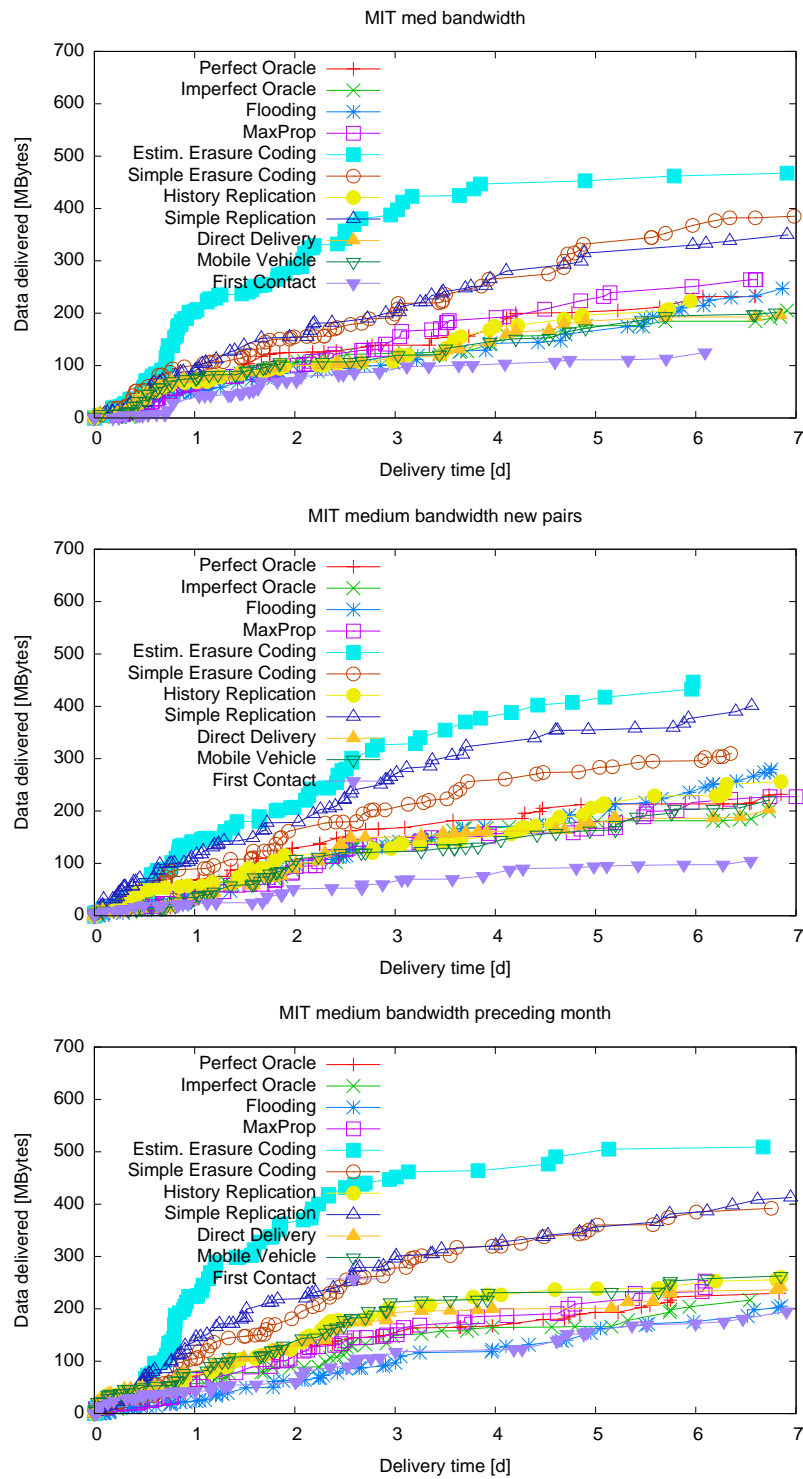 MIT med bandwidth
700
600
500
400
300
200
100
0
Data delivered [MBytes]
Perfect Oracle
Imperfect Oracle
Flooding
MaxProp
Estim. Erasure Coding
Simple Erasure Coding
History Replication
Simple Replication
Direct Delivery
Mobile Vehicle
First Contact
0 1 2 3 4 5 6 7
Delivery time [d]
MIT medium bandwidth new pairs
700
600
500
400
300
200
100
0
Data delivered [MBytes]
Perfect Oracle
Imperfect Oracle
Flooding
MaxProp
Estim. Erasure Coding
Simple Erasure Coding
History Replication
Simple Replication
Direct Delivery
Mobile Vehicle
First Contact
0 1 2 3 4 5 6 7
Delivery time [d]
MIT medium bandwidth preceding month
700
600
500
400
300
200
100
0
Data delivered [MBytes]
Perfect Oracle
Imperfect Oracle
Flooding
MaxProp
Estim. Erasure Coding
Simple Erasure Coding
History Replication
Simple Replication
Direct Delivery
Mobile Vehicle
First Contact
0 1 2 3 4 5 6 7
Delivery time [d]